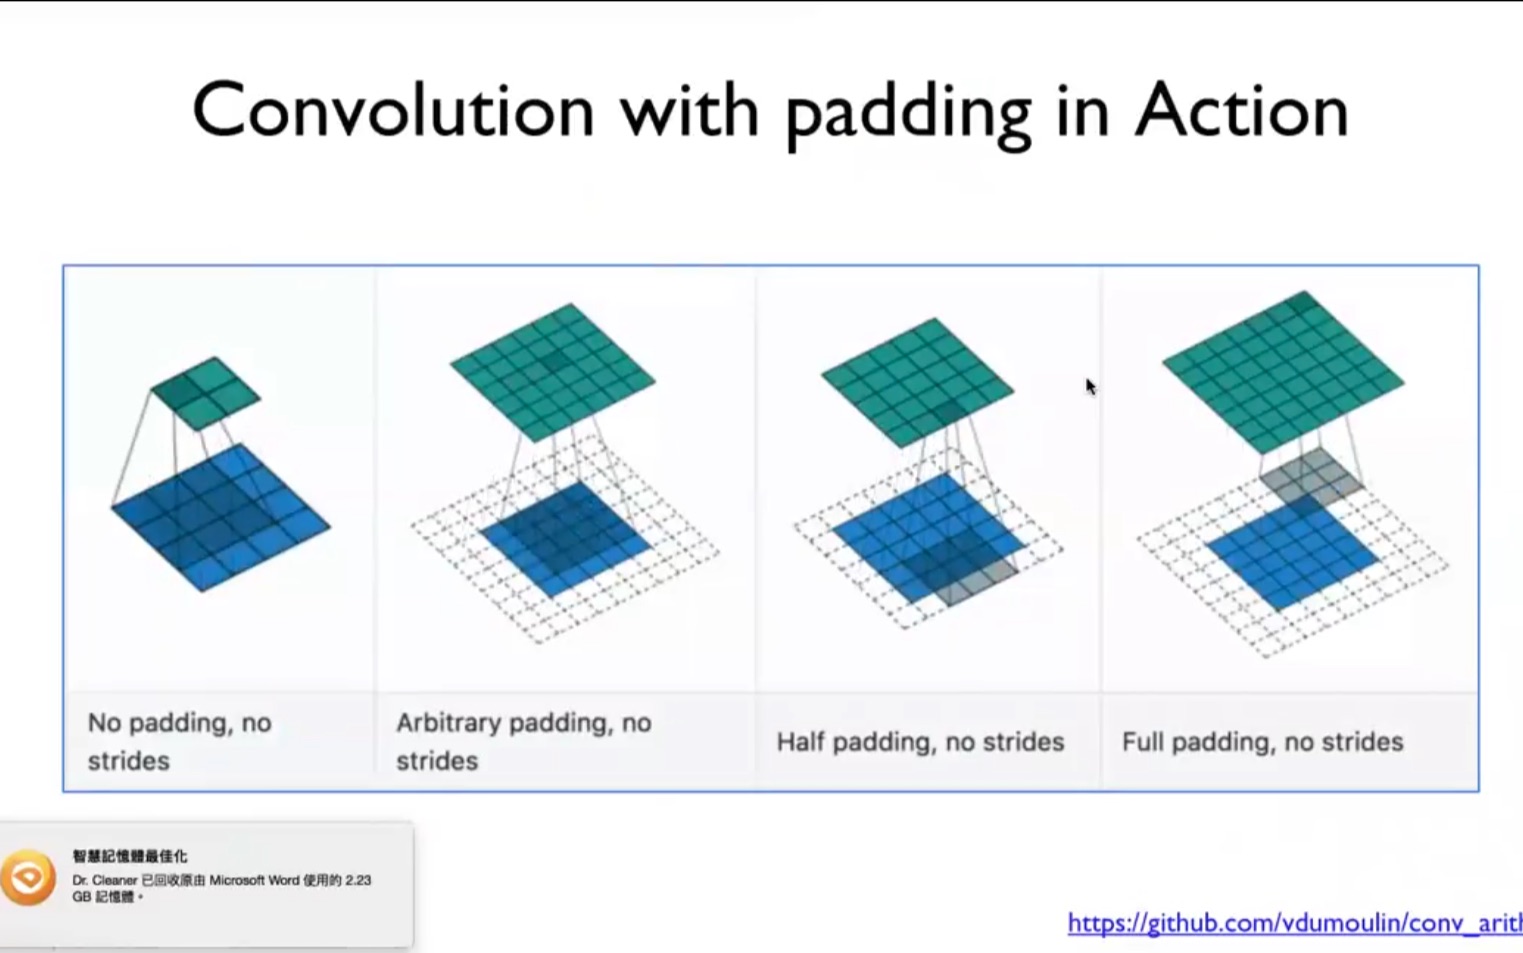 Convolution with padding in Action
No padding, no
strides
Arbitrary padding, no
strides
Half padding, no strides
Full padding, no strides
智慧記憶體最佳化
Dr. Cleaner 已回收原由 Microsoft Word 使用的 2.23
GB 記憶體。
https://github.com/vdumoulin/conv_arith